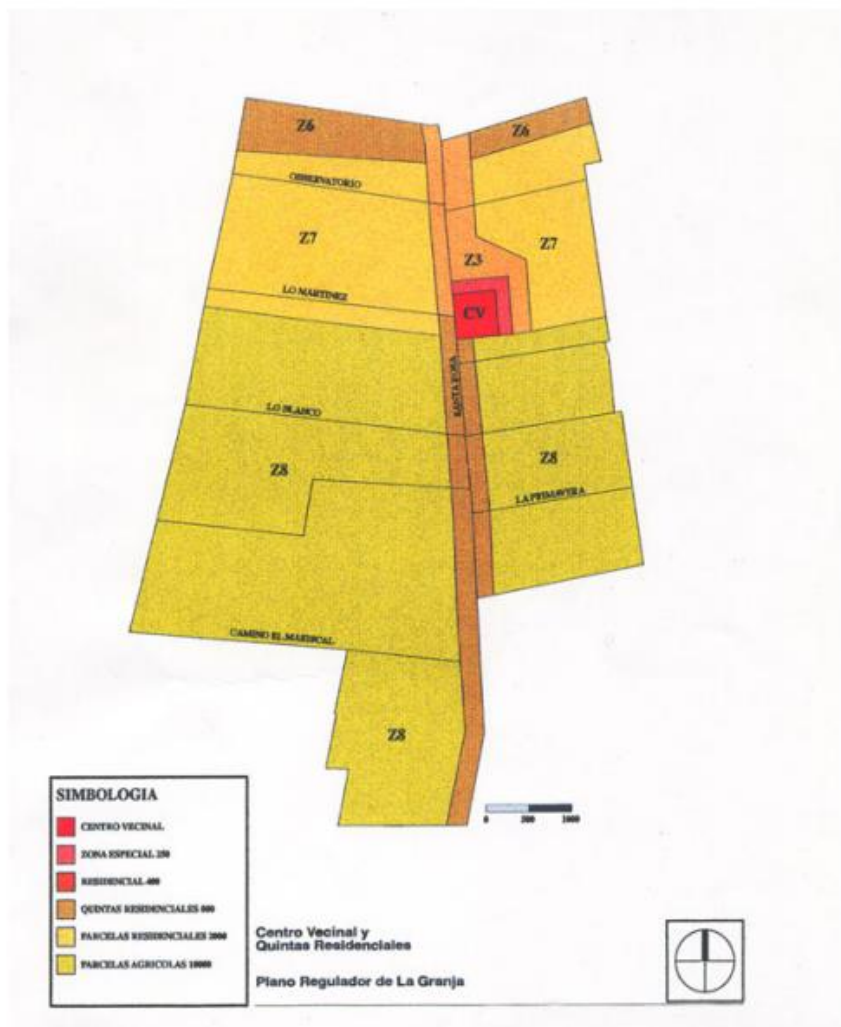 Z6
Z6
OBSERVATORIO
Z7
Z7
Z3
LO MARTINEZ
CV
SANTA ROSA
LO BLANCO
Z8
Z8
LA PRIMAVERA
CAMINO EL MARISCAL
Z8
SIMBOLOGIA
CENTRO VECINAL
ZONA ESPECIAL 250
RESIDENCIAL 400
QUINTAS RESIDENCIALES 800
PARCELAS RESIDENCIALES 2000
PARCELAS AGRICOLAS 10000
0
1000
Centro Vecinal y
Quintas Residenciales
Plano Regulador de La Granja